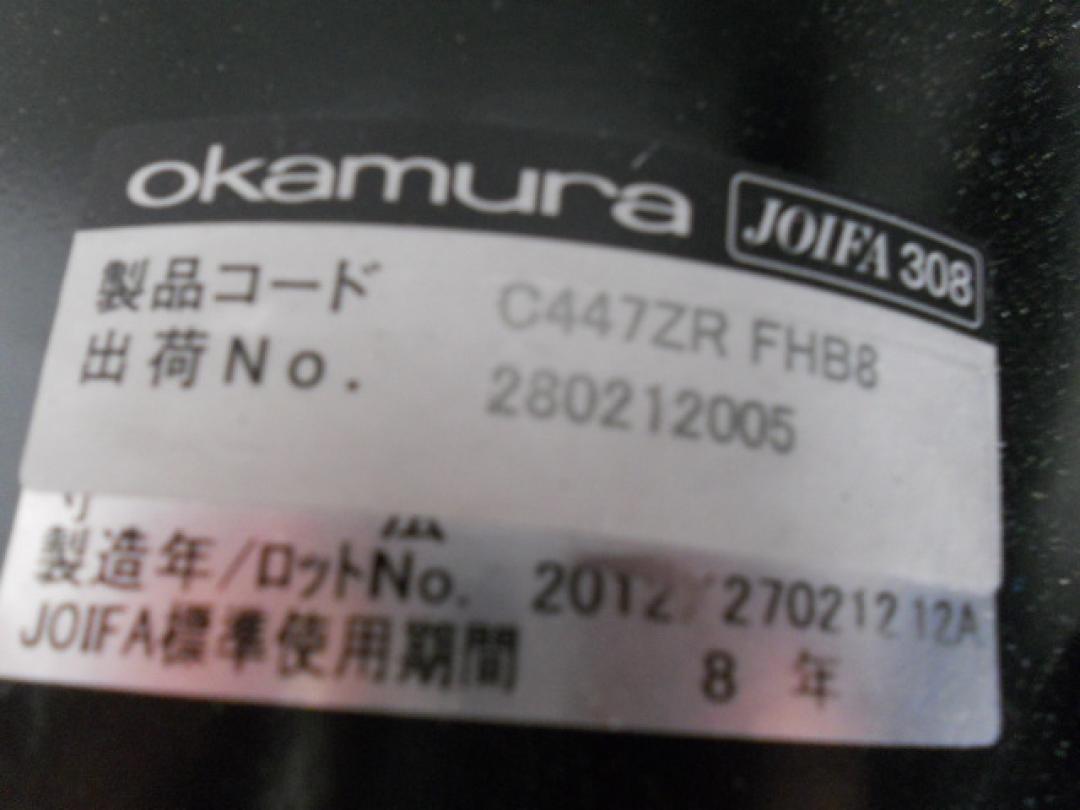 okamura JOIFA 308
製品コード C447ZR FHB8
出荷No. 280212005
製造年/ロットNo. 2012/27021212A
JOIFA標準使用期間 8 年